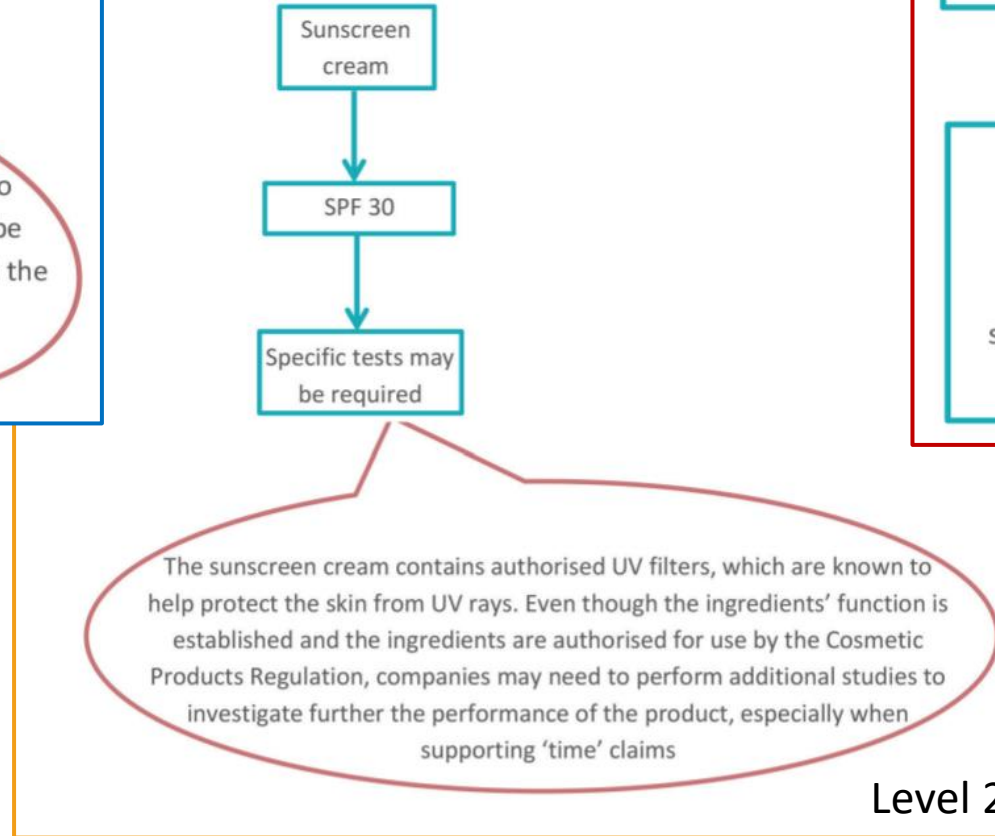 Sunscreen
cream
SPF 30
Specific tests may
be required
be
the
The sunscreen cream contains authorised UV filters, which are known to
help protect the skin from UV rays. Even though the ingredients' function is
established and the ingredients are authorised for use by the Cosmetic
Products Regulation, companies may need to perform additional studies to
investigate further the performance of the product, especially when
supporting 'time' claims
Level 2